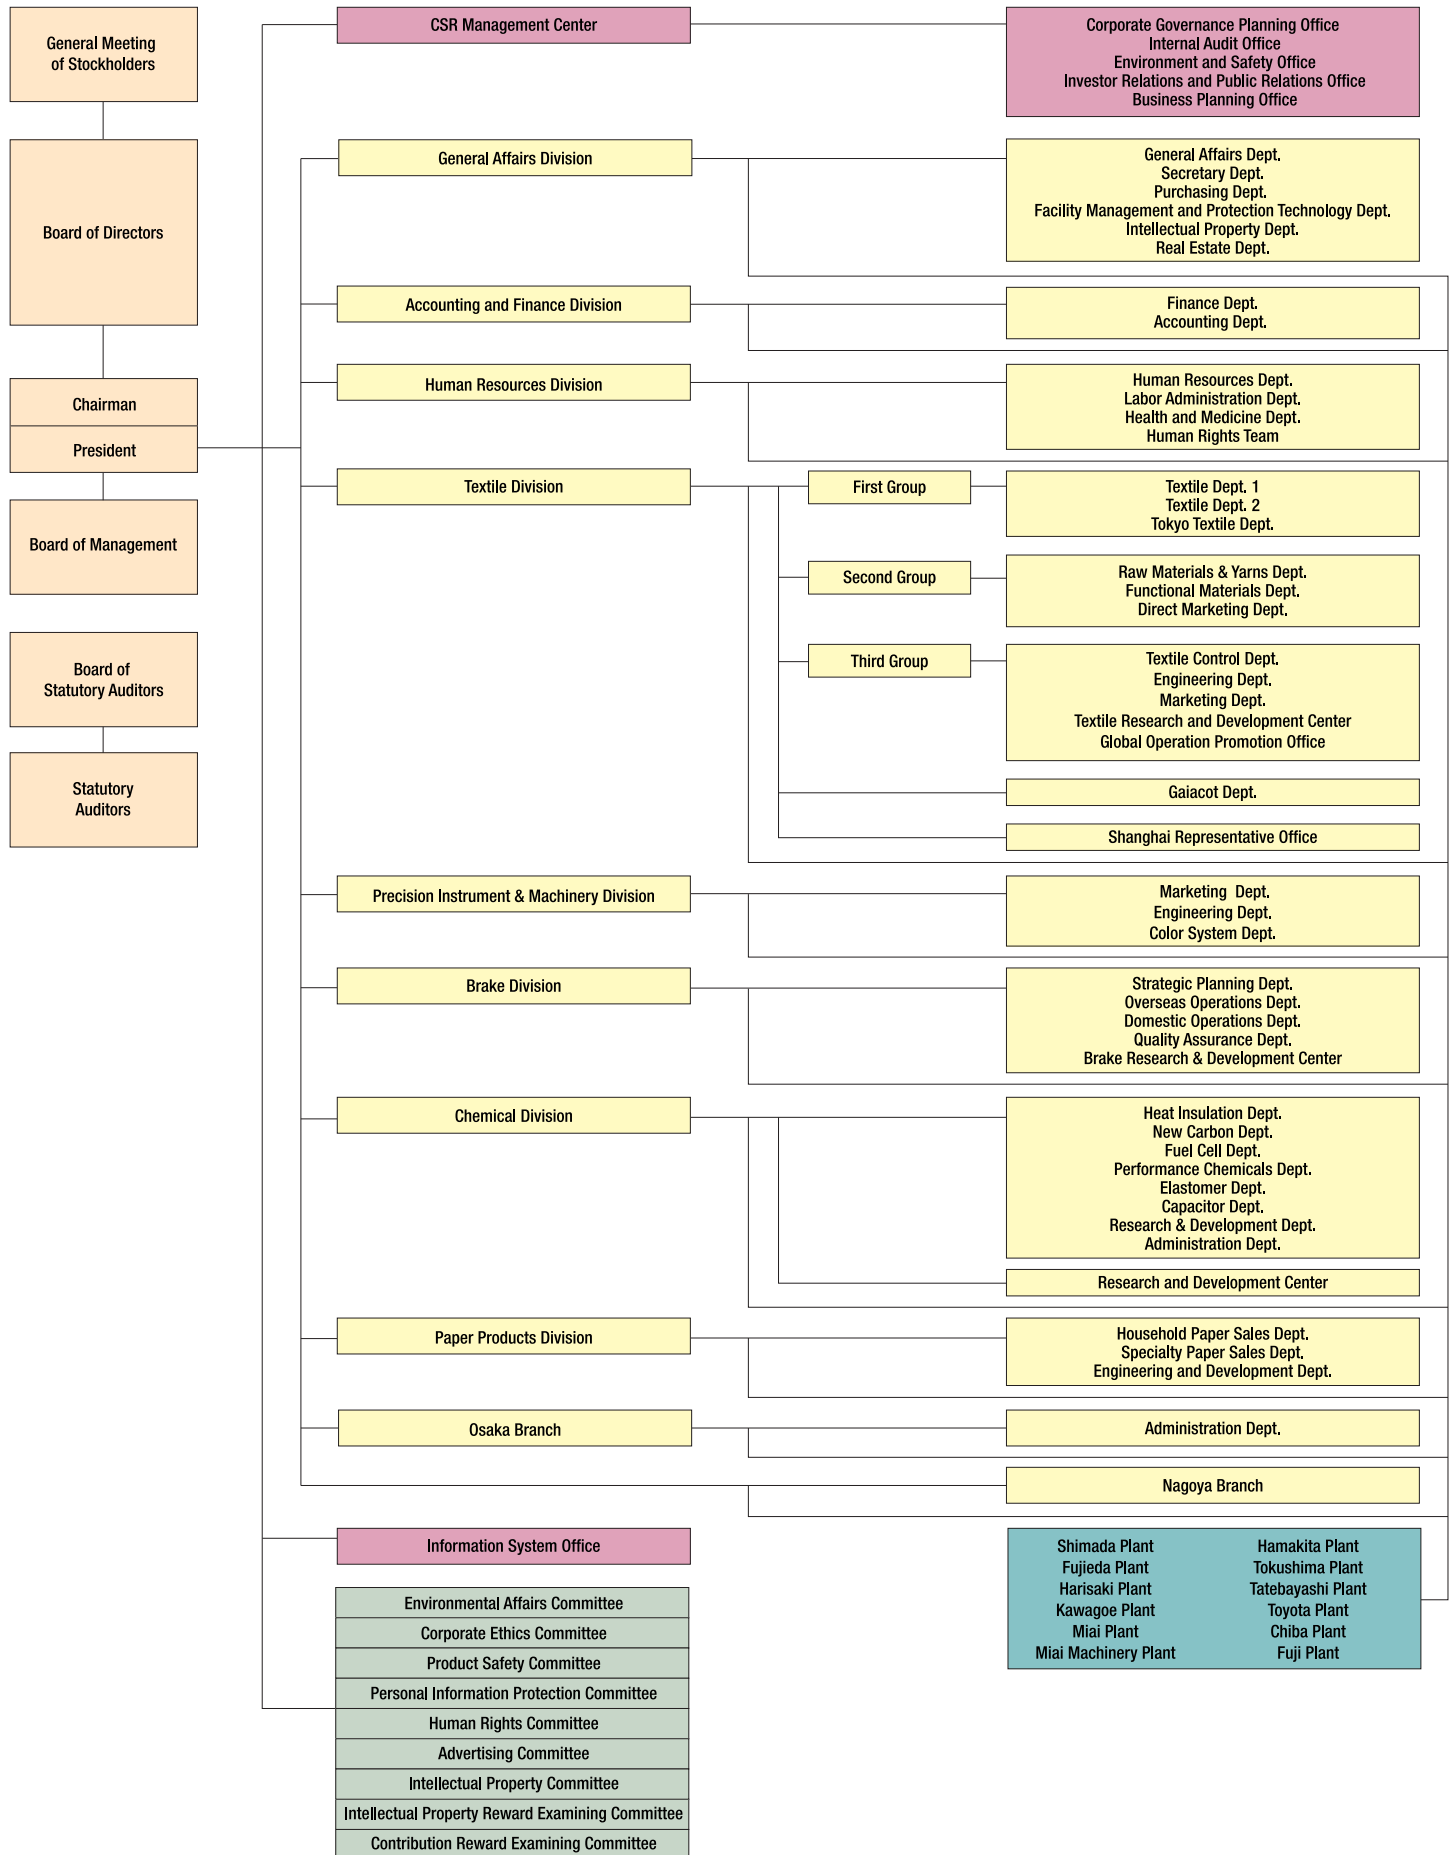 General Meeting
of Stockholders
Board of Directors
Chairman
President
Board of Management
Board of
Statutory Auditors
Statutory
Auditors
CSR Management Center
Corporate Governance Planning Office
Internal Audit Office
Environment and Safety Office
Investor Relations and Public Relations Office
Business Planning Office
General Affairs Division
General Affairs Dept.
Secretary Dept.
Purchasing Dept.
Facility Management and Protection Technology Dept.
Intellectual Property Dept.
Real Estate Dept.
Accounting and Finance Division
Finance Dept.
Accounting Dept.
Human Resources Division
Human Resources Dept.
Labor Administration Dept.
Health and Medicine Dept.
Human Rights Team
Textile Division
First Group
Textile Dept. 1
Textile Dept. 2
Tokyo Textile Dept.
Second Group
Raw Materials & Yarns Dept.
Functional Materials Dept.
Direct Marketing Dept.
Third Group
Textile Control Dept.
Engineering Dept.
Marketing Dept.
Textile Research and Development Center
Global Operation Promotion Office
Gaiacot Dept.
Shanghai Representative Office
Precision Instrument & Machinery Division
Marketing Dept.
Engineering Dept.
Color System Dept.
Brake Division
Strategic Planning Dept.
Overseas Operations Dept.
Domestic Operations Dept.
Quality Assurance Dept.
Brake Research & Development Center
Chemical Division
Heat Insulation Dept.
New Carbon Dept.
Fuel Cell Dept.
Performance Chemicals Dept.
Elastomer Dept.
Capacitor Dept.
Research & Development Dept.
Administration Dept.
Research and Development Center
Paper Products Division
Household Paper Sales Dept.
Specialty Paper Sales Dept.
Engineering and Development Dept.
Osaka Branch
Administration Dept.
Nagoya Branch
Information System Office
Shimada Plant
Fujieda Plant
Harisaki Plant
Kawagoe Plant
Miai Plant
Miai Machinery Plant
Hamakita Plant
Tokushima Plant
Tatebayashi Plant
Toyota Plant
Chiba Plant
Fuji Plant
Environmental Affairs Committee
Corporate Ethics Committee
Product Safety Committee
Personal Information Protection Committee
Human Rights Committee
Advertising Committee
Intellectual Property Committee
Intellectual Property Reward Examining Committee
Contribution Reward Examining Committee